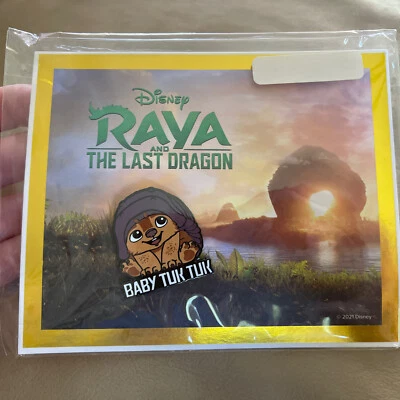 Disney
RAYA
AND
THE LAST DRAGON
BABY TUK TUK
© 2021 Disney